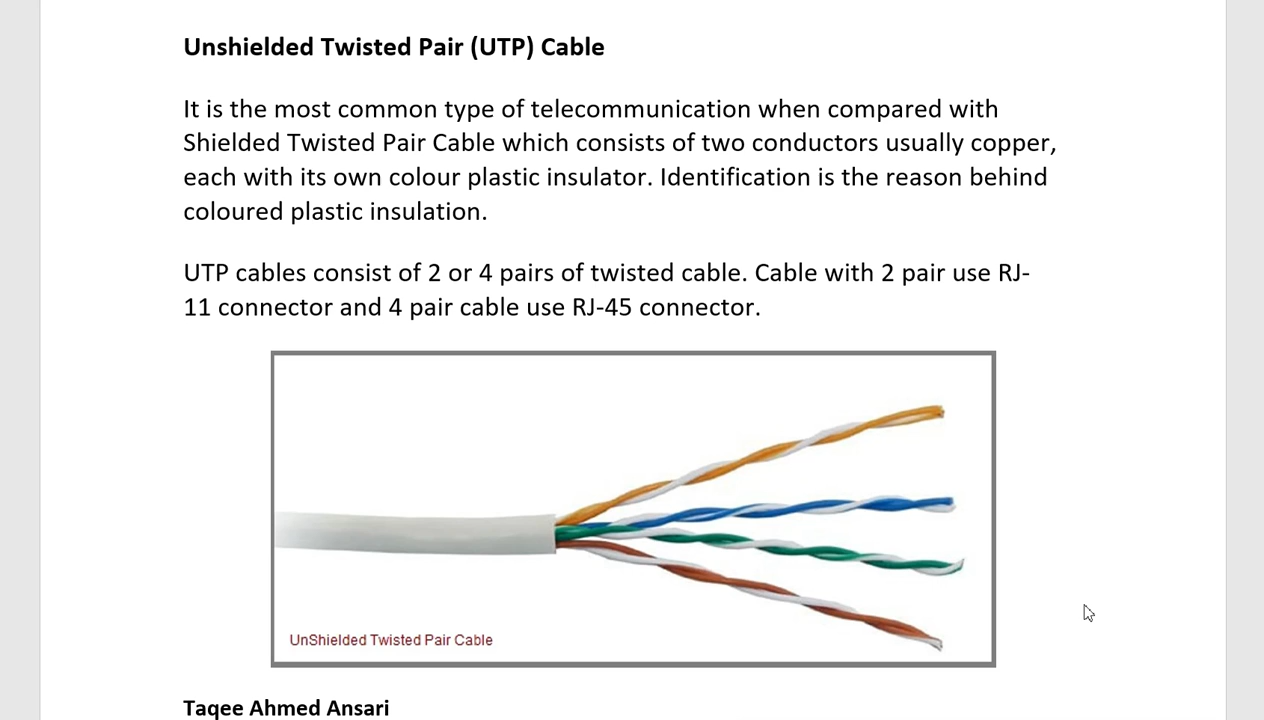 Unshielded Twisted Pair (UTP) Cable
It is the most common type of telecommunication when compared with
Shielded Twisted Pair Cable which consists of two conductors usually copper,
each with its own colour plastic insulator. Identification is the reason behind
coloured plastic insulation.
UTP cables consist of 2 or 4 pairs of twisted cable. Cable with 2 pair use RJ-
11 connector and 4 pair cable use RJ-45 connector.
UnShielded Twisted Pair Cable
Taqee Ahmed Ansari